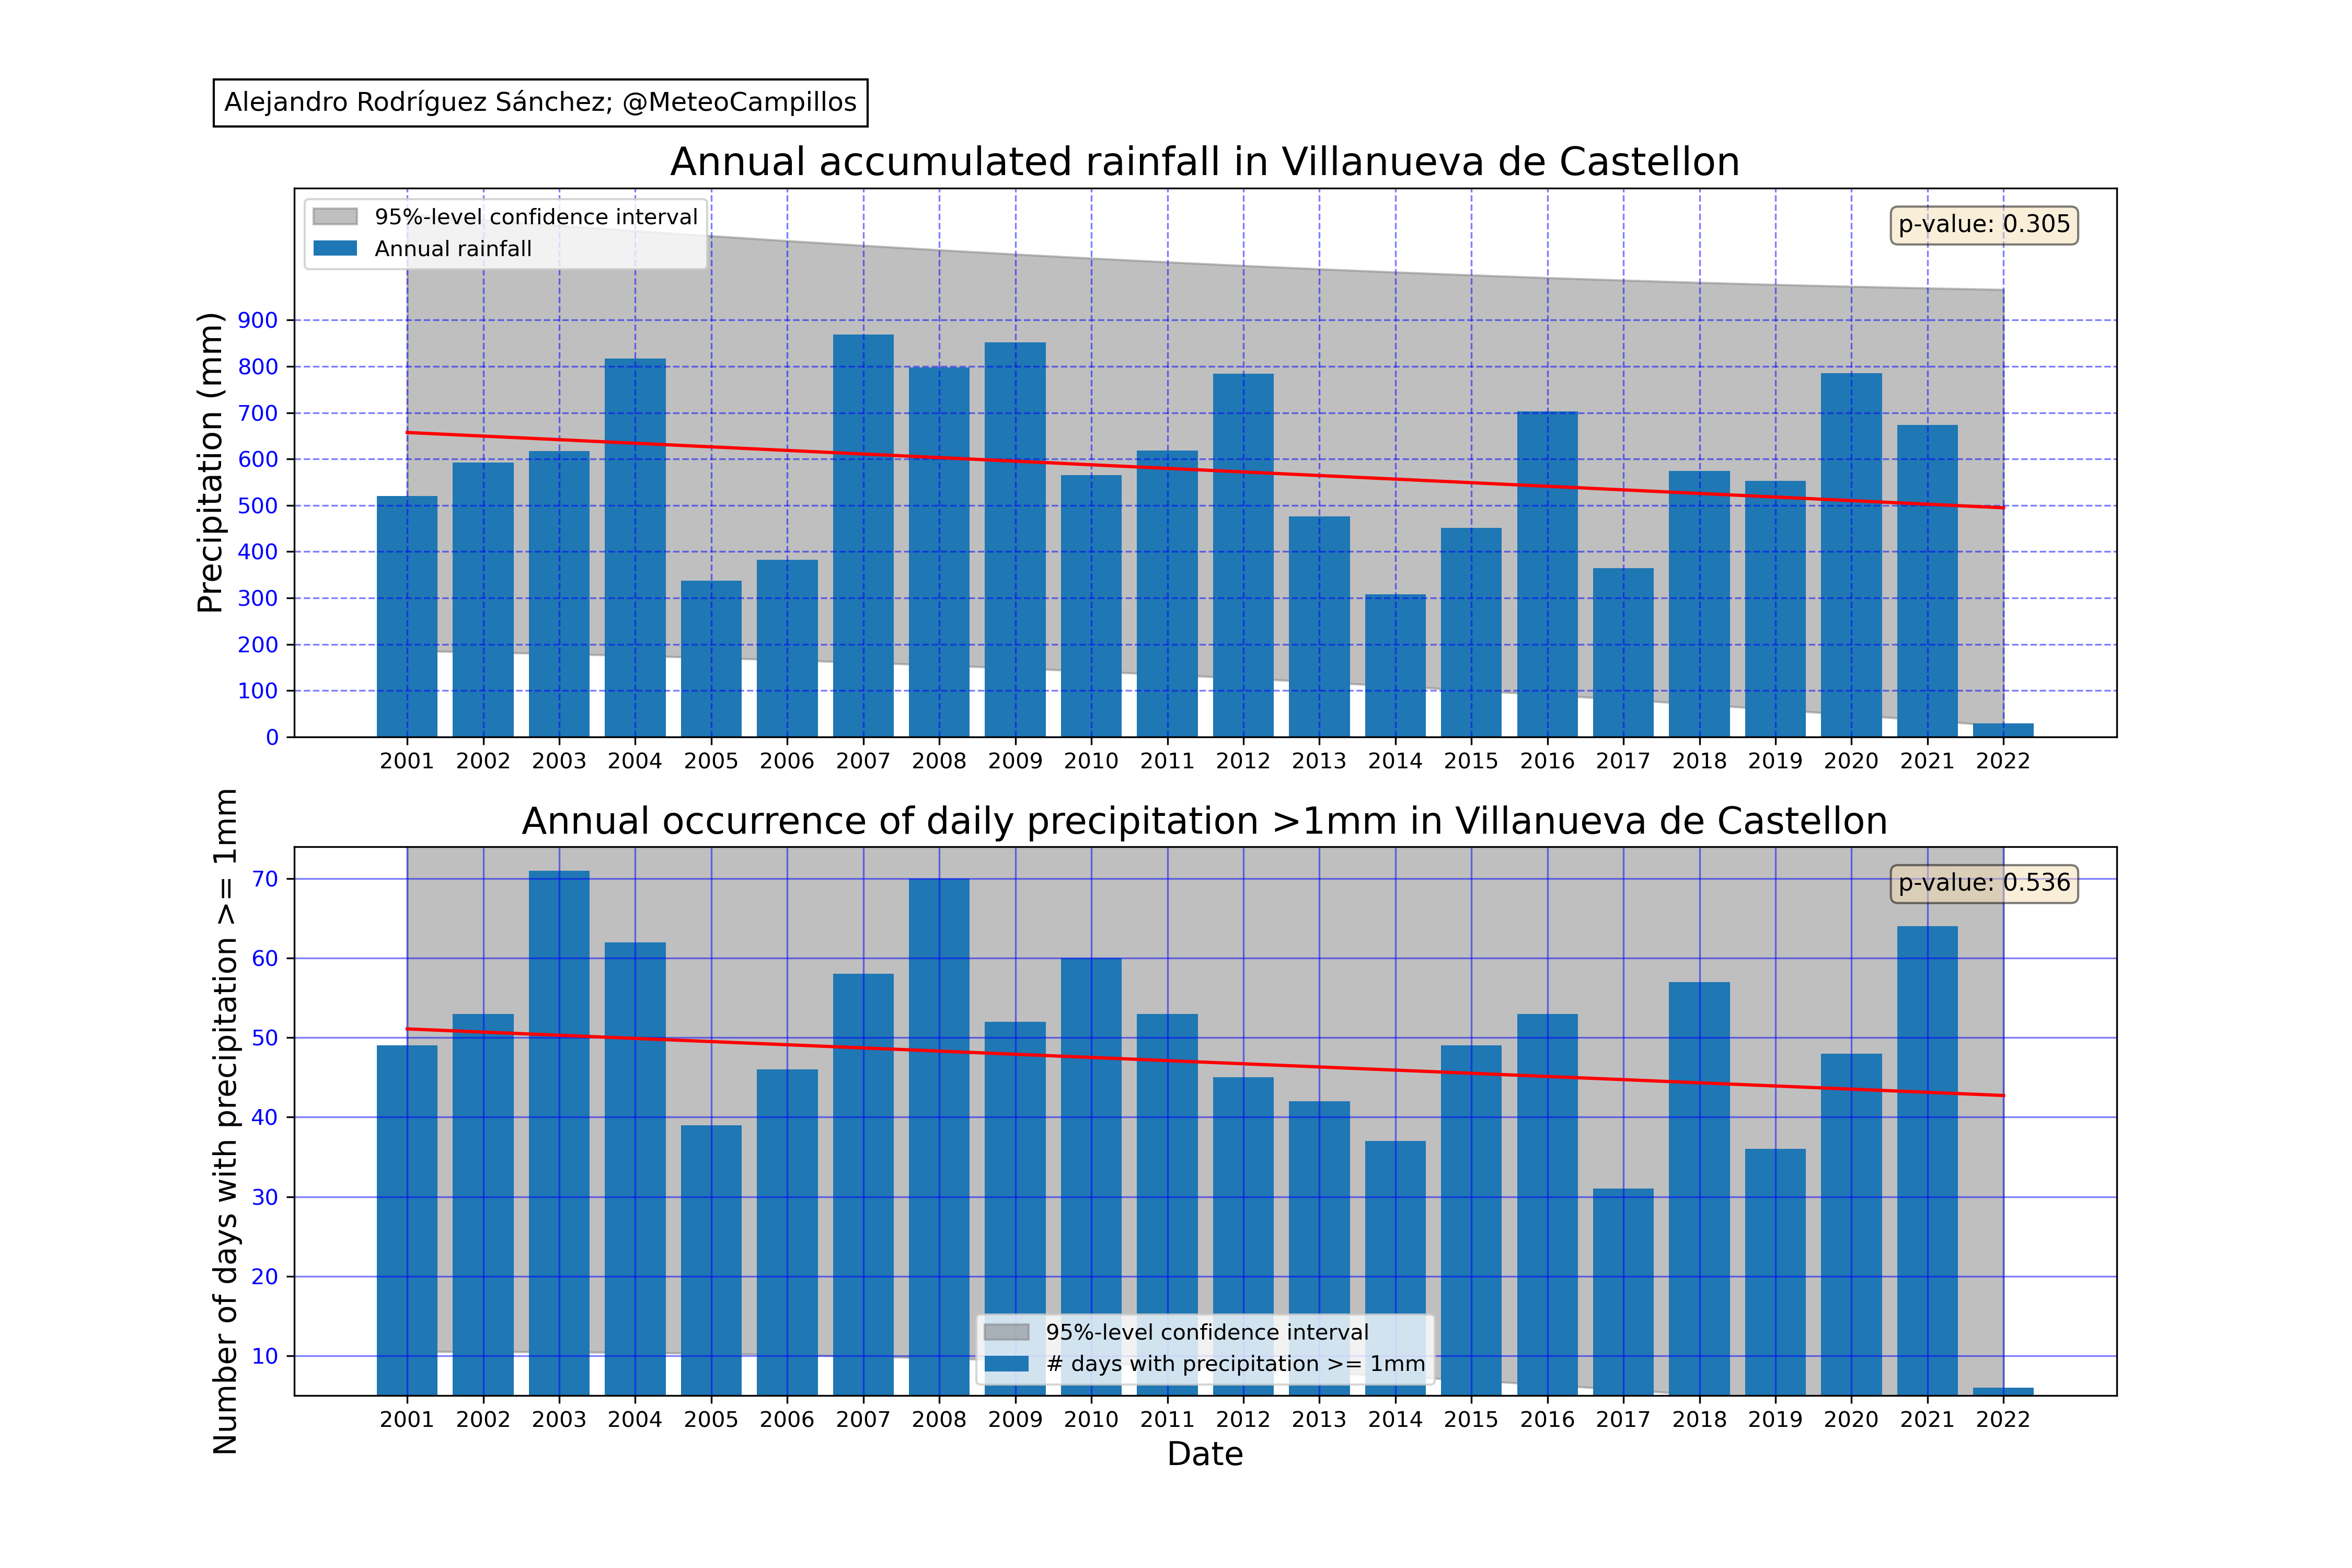 Alejandro Rodríguez Sánchez; @MeteoCampillos
Annual accumulated rainfall in Villanueva de Castellon
95%-level confidence interval
Annual rainfall
p-value: 0.305
Precipitation (mm)
900
800
700
600
500
400
300
200
100
0
2001 2002 2003 2004 2005 2006 2007 2008 2009 2010 2011 2012 2013 2014 2015 2016 2017 2018 2019 2020 2021 2022
Annual occurrence of daily precipitation >1mm in Villanueva de Castellon
p-value: 0.536
Number of days with precipitation >= 1mm
70
60
50
40
30
20
10
95%-level confidence interval
# days with precipitation >= 1mm
2001 2002 2003 2004 2005 2006 2007 2008 2009 2010 2011 2012 2013 2014 2015 2016 2017 2018 2019 2020 2021 2022
Date